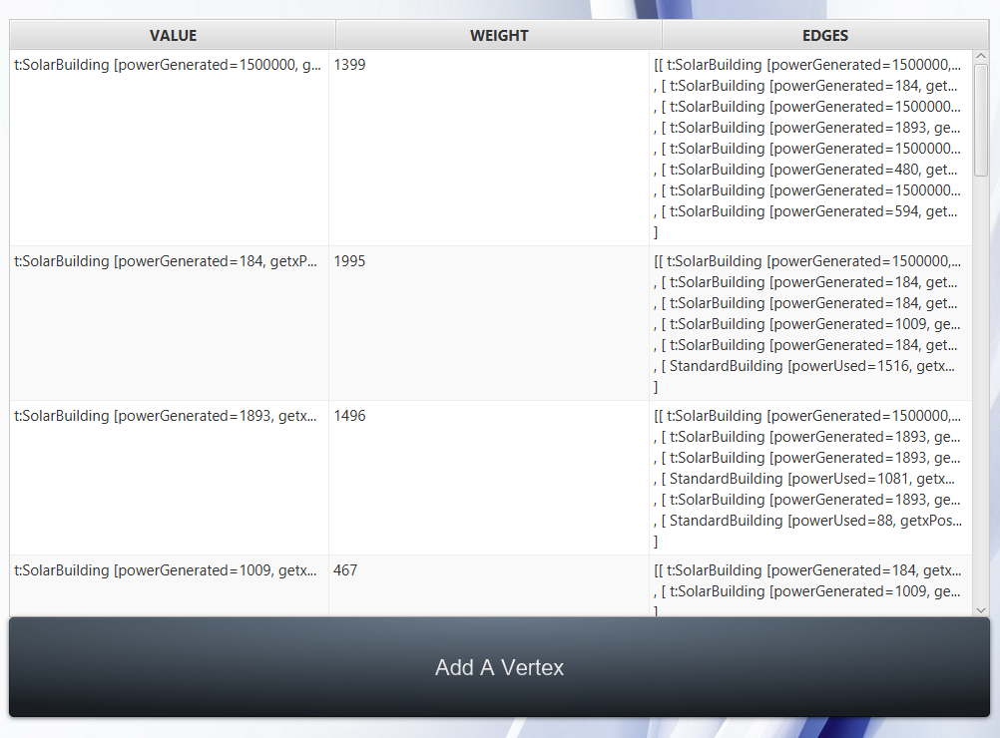 VALUE WEIGHT EDGES
t:SolarBuilding [powerGenerated=1500000, g... 1399 [[ t:SolarBuilding [powerGenerated=1500000,...
, [ t:SolarBuilding [powerGenerated=184, get...
, [ t:SolarBuilding [powerGenerated=1500000...
, [ t:SolarBuilding [powerGenerated=1893, ge...
, [ t:SolarBuilding [powerGenerated=1500000...
, [ t:SolarBuilding [powerGenerated=480, get...
, [ t:SolarBuilding [powerGenerated=1500000...
, [ t:SolarBuilding [powerGenerated=594, get...
]
t:SolarBuilding [powerGenerated=184, getxP... 1995 [[ t:SolarBuilding [powerGenerated=1500000,...
, [ t:SolarBuilding [powerGenerated=184, get...
, [ t:SolarBuilding [powerGenerated=184, get...
, [ t:SolarBuilding [powerGenerated=1009, ge...
, [ t:SolarBuilding [powerGenerated=184, get...
, [ StandardBuilding [powerUsed=1516, getx...
]
t:SolarBuilding [powerGenerated=1893, getx... 1496 [[ t:SolarBuilding [powerGenerated=1500000,...
, [ t:SolarBuilding [powerGenerated=1893, ge...
, [ t:SolarBuilding [powerGenerated=1893, ge...
, [ StandardBuilding [powerUsed=1081, getx...
, [ t:SolarBuilding [powerGenerated=1893, ge...
, [ StandardBuilding [powerUsed=88, getxPos...
]
t:SolarBuilding [powerGenerated=1009, getx... 467 [[ t:SolarBuilding [powerGenerated=184, getx...
, [ t:SolarBuilding [powerGenerated=1009, ge...
]
Add A Vertex